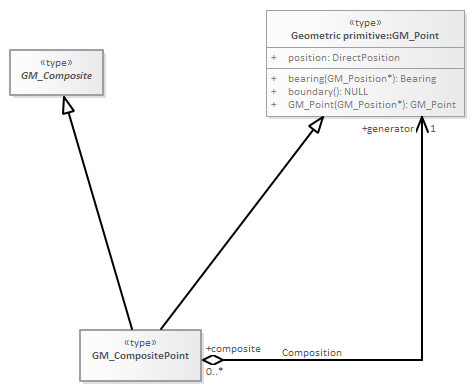 «type»
GM_Composite
«type»
Geometric primitive::GM_Point
+ position: DirectPosition
+ bearing(GM_Position*): Bearing
+ boundary(): NULL
+ GM_Point(GM_Position*): GM_Point
+generator 1
«type»
GM_CompositePoint
+composite
Composition
0..*